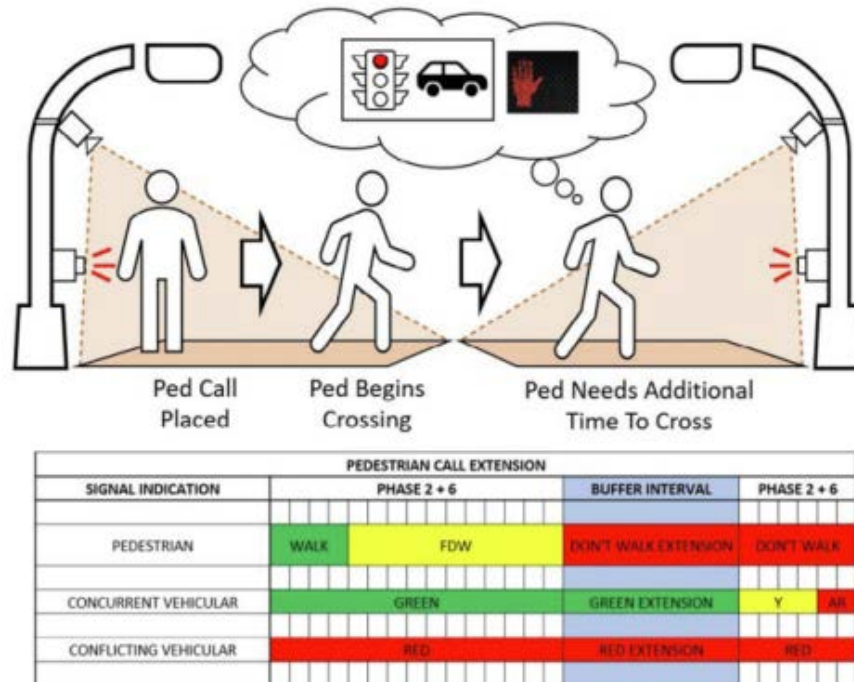 Ped Call
Placed
Ped Begins
Crossing
Ped Needs Additional
Time To Cross
PEDESTRIAN CALL EXTENSION
SIGNAL INDICATION PHASE 2 + 6 BUFFER INTERVAL PHASE 2 + 6
PEDESTRIAN WALK FDW DON'T WALK EXTENSION DON'T WALK
CONCURRENT VEHICULAR GREEN GREEN EXTENSION Y AR
CONFLICTING VEHICULAR RED RED EXTENSION RED